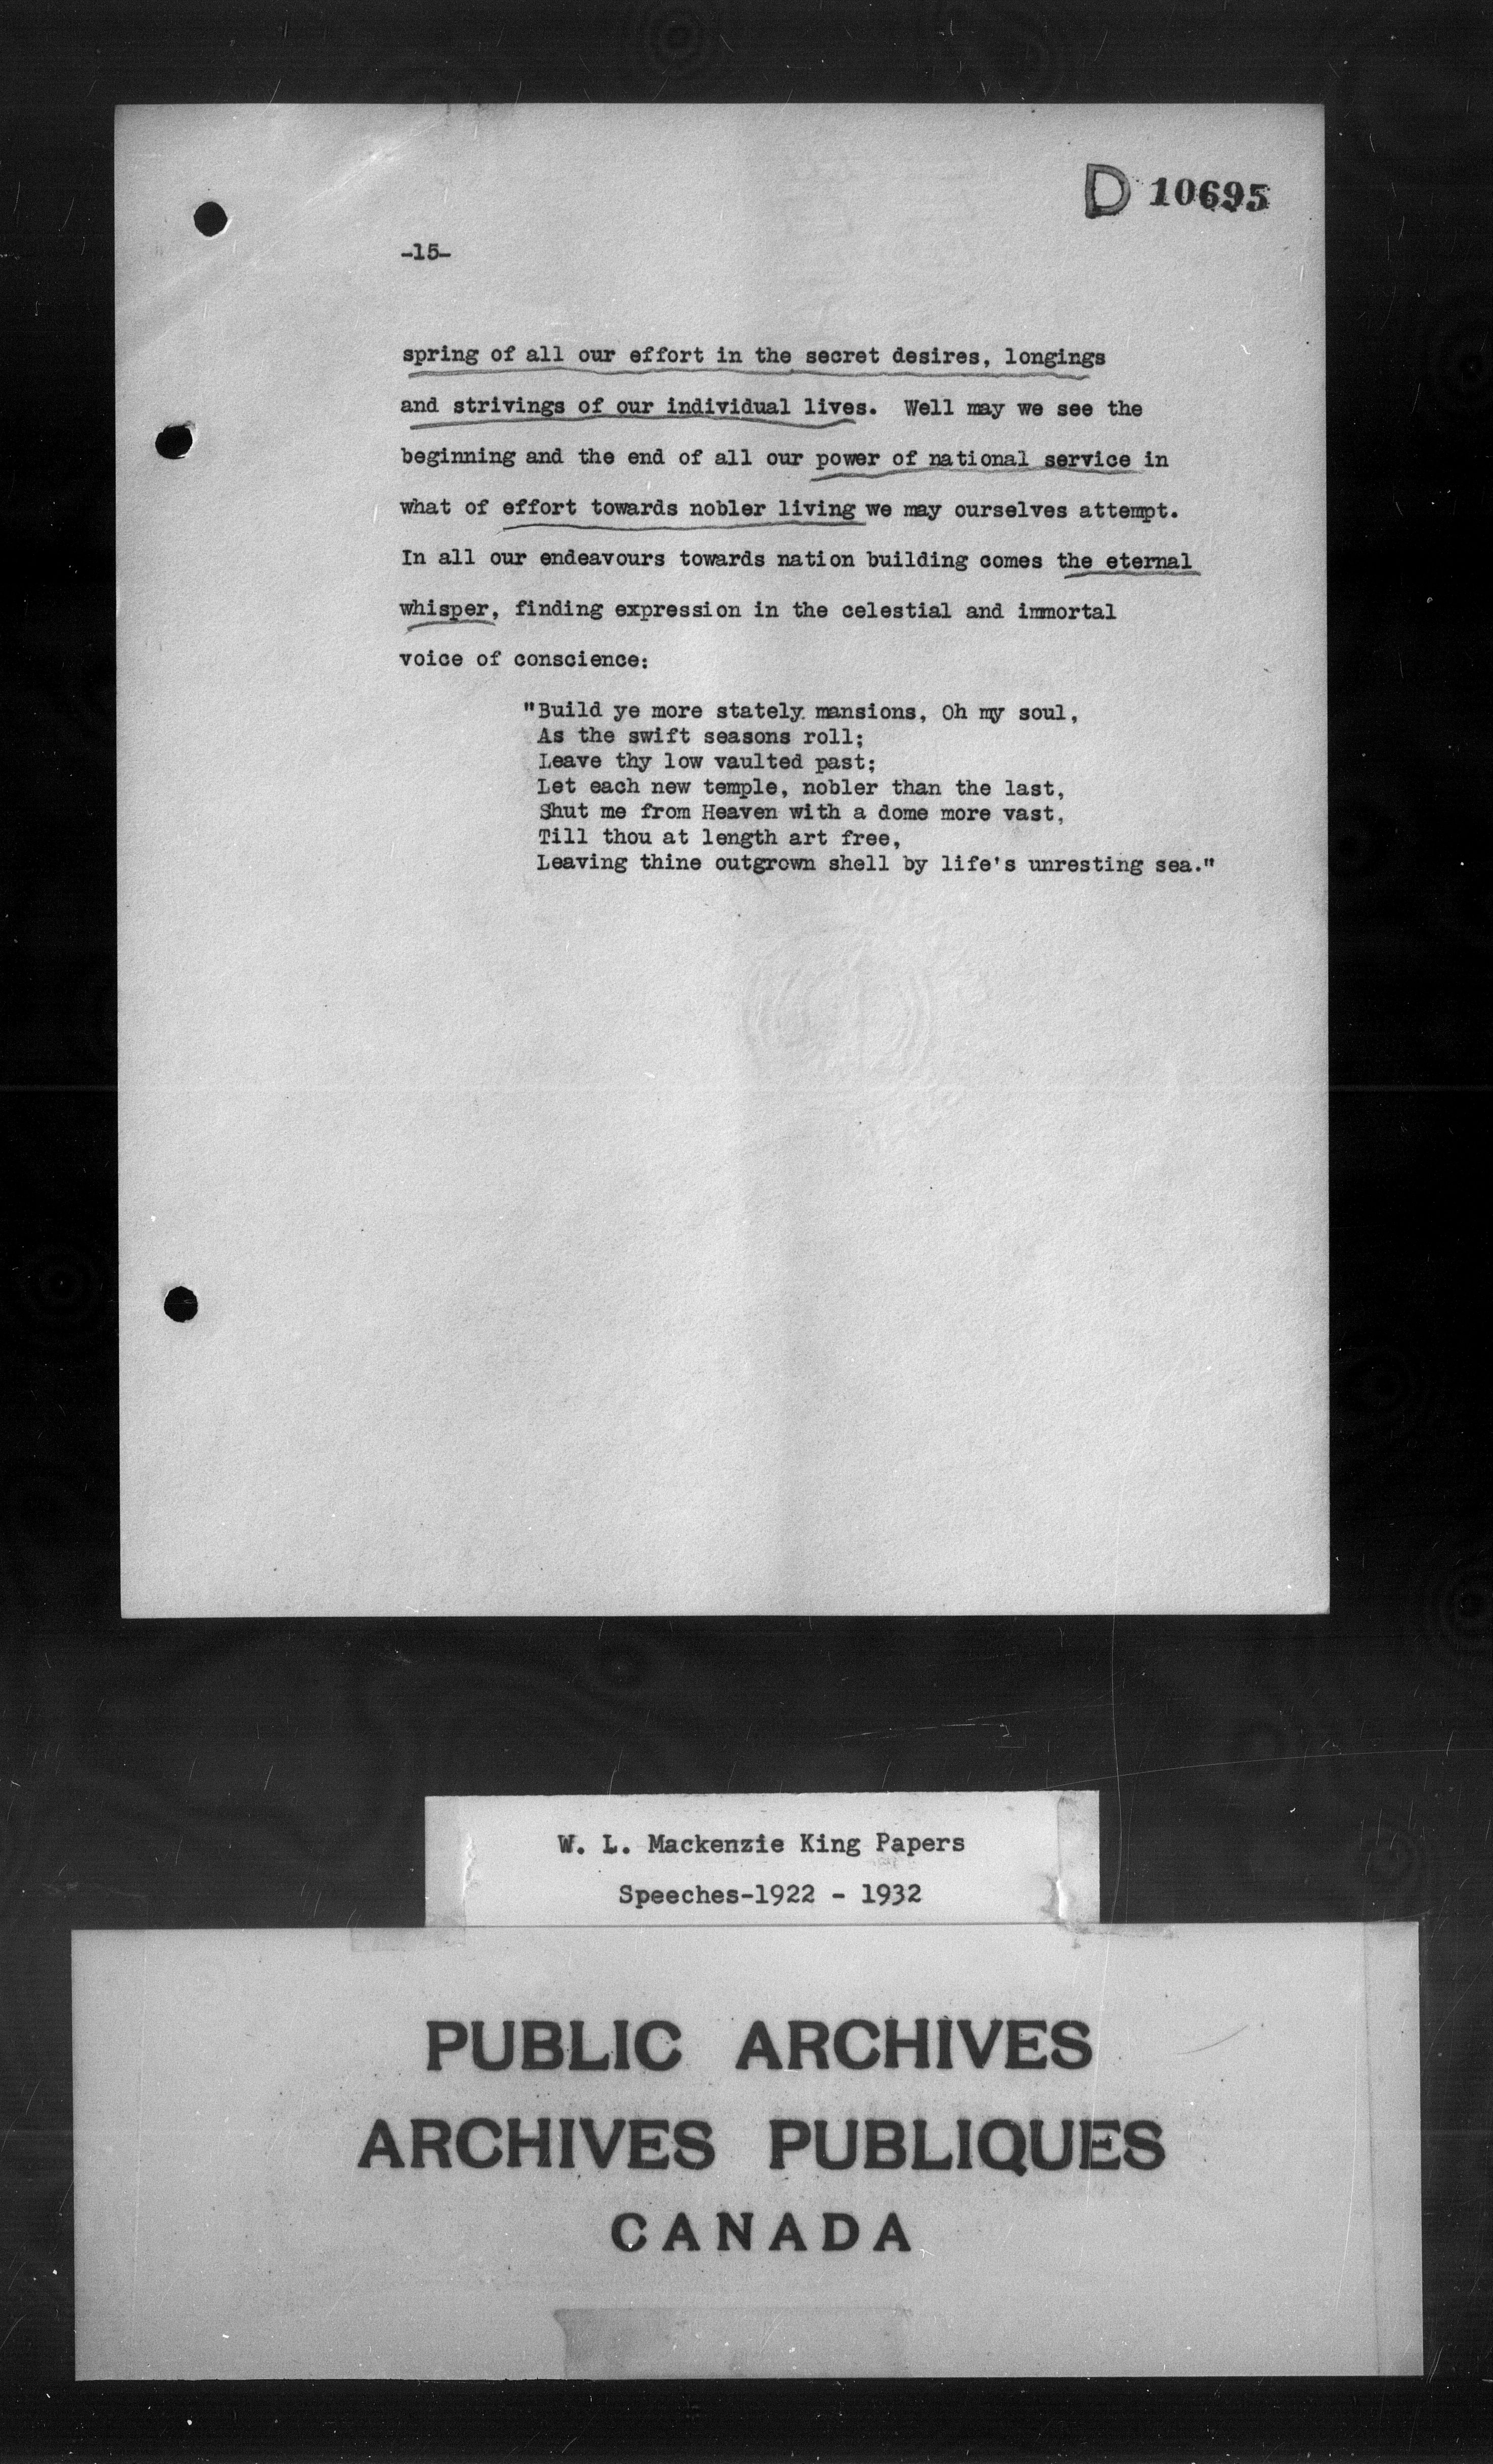 D 10695
-15-
spring of all our effort in the secret desires, longings
and strivings of our individual lives. Well may we see the
beginning and the end of all our power of national service in
what of effort towards nobler living we may ourselves attempt.
In all our endeavours towards nation building comes the eternal
whisper, finding expression in the celestial and immortal
voice of conscience:
"Build ye more stately mansions, Oh my soul,
As the swift seasons roll;
Leave thy low vaulted past;
Let each new temple, nobler than the last,
Shut me from Heaven with a dome more vast,
Till thou at length art free,
Leaving thine outgrown shell by life's unresting sea."
W. L. Mackenzie King Papers
Speeches-1922 - 1932
PUBLIC ARCHIVES
ARCHIVES PUBLIQUES
CANADA